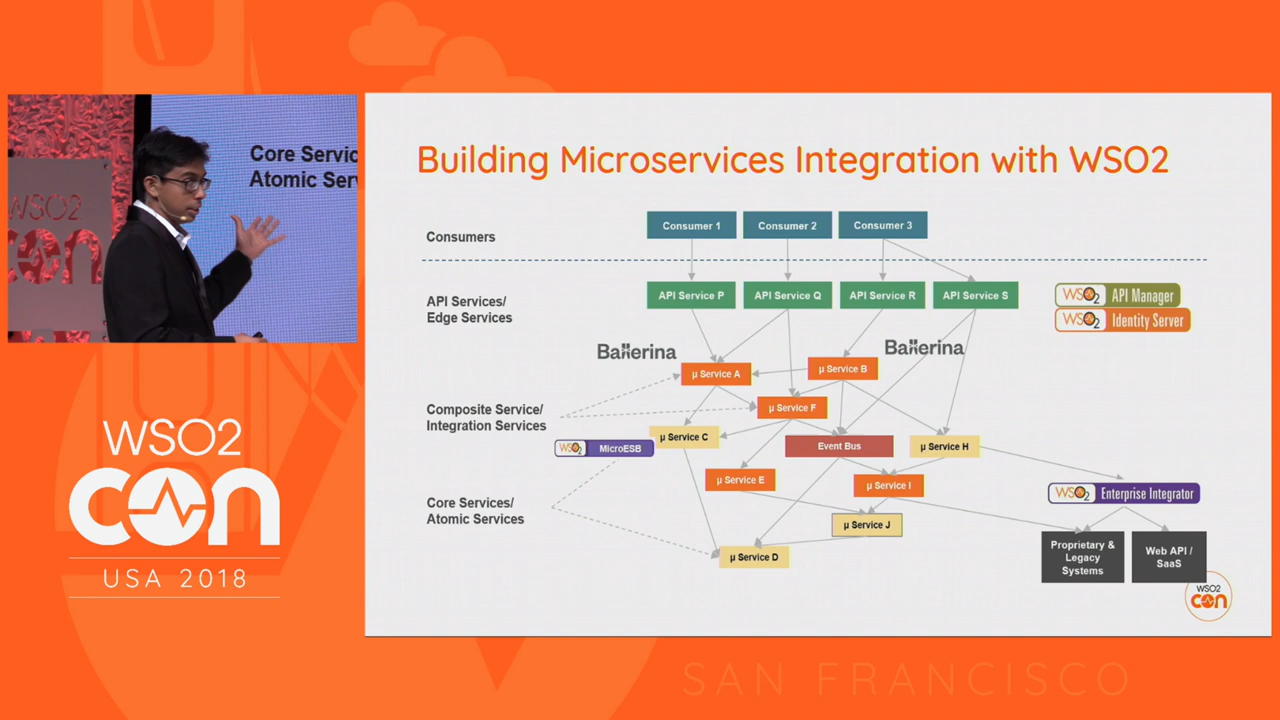 Core Servic
Atomic Ser
WSO2
con
WSO2
con
USA 2018
Building Microservices Integration with WSO2
Consumers
Consumer 1
Consumer 2
Consumer 3
API Services/
Edge Services
API Service P
API Service Q
API Service R
API Service S
WSO2 API Manager
WSO2 Identity Server
Ballerina
Ballerina
µ Service A
µ Service B
Composite Service/
Integration Services
µ Service F
µ Service C
Event Bus
µ Service H
WSO2 MicroESB
µ Service E
µ Service I
WSO2 Enterprise Integrator
Core Services/
Atomic Services
µ Service J
µ Service D
Proprietary &
Legacy
Systems
Web API /
SaaS
WSO2
con
SAN FRANCISCO